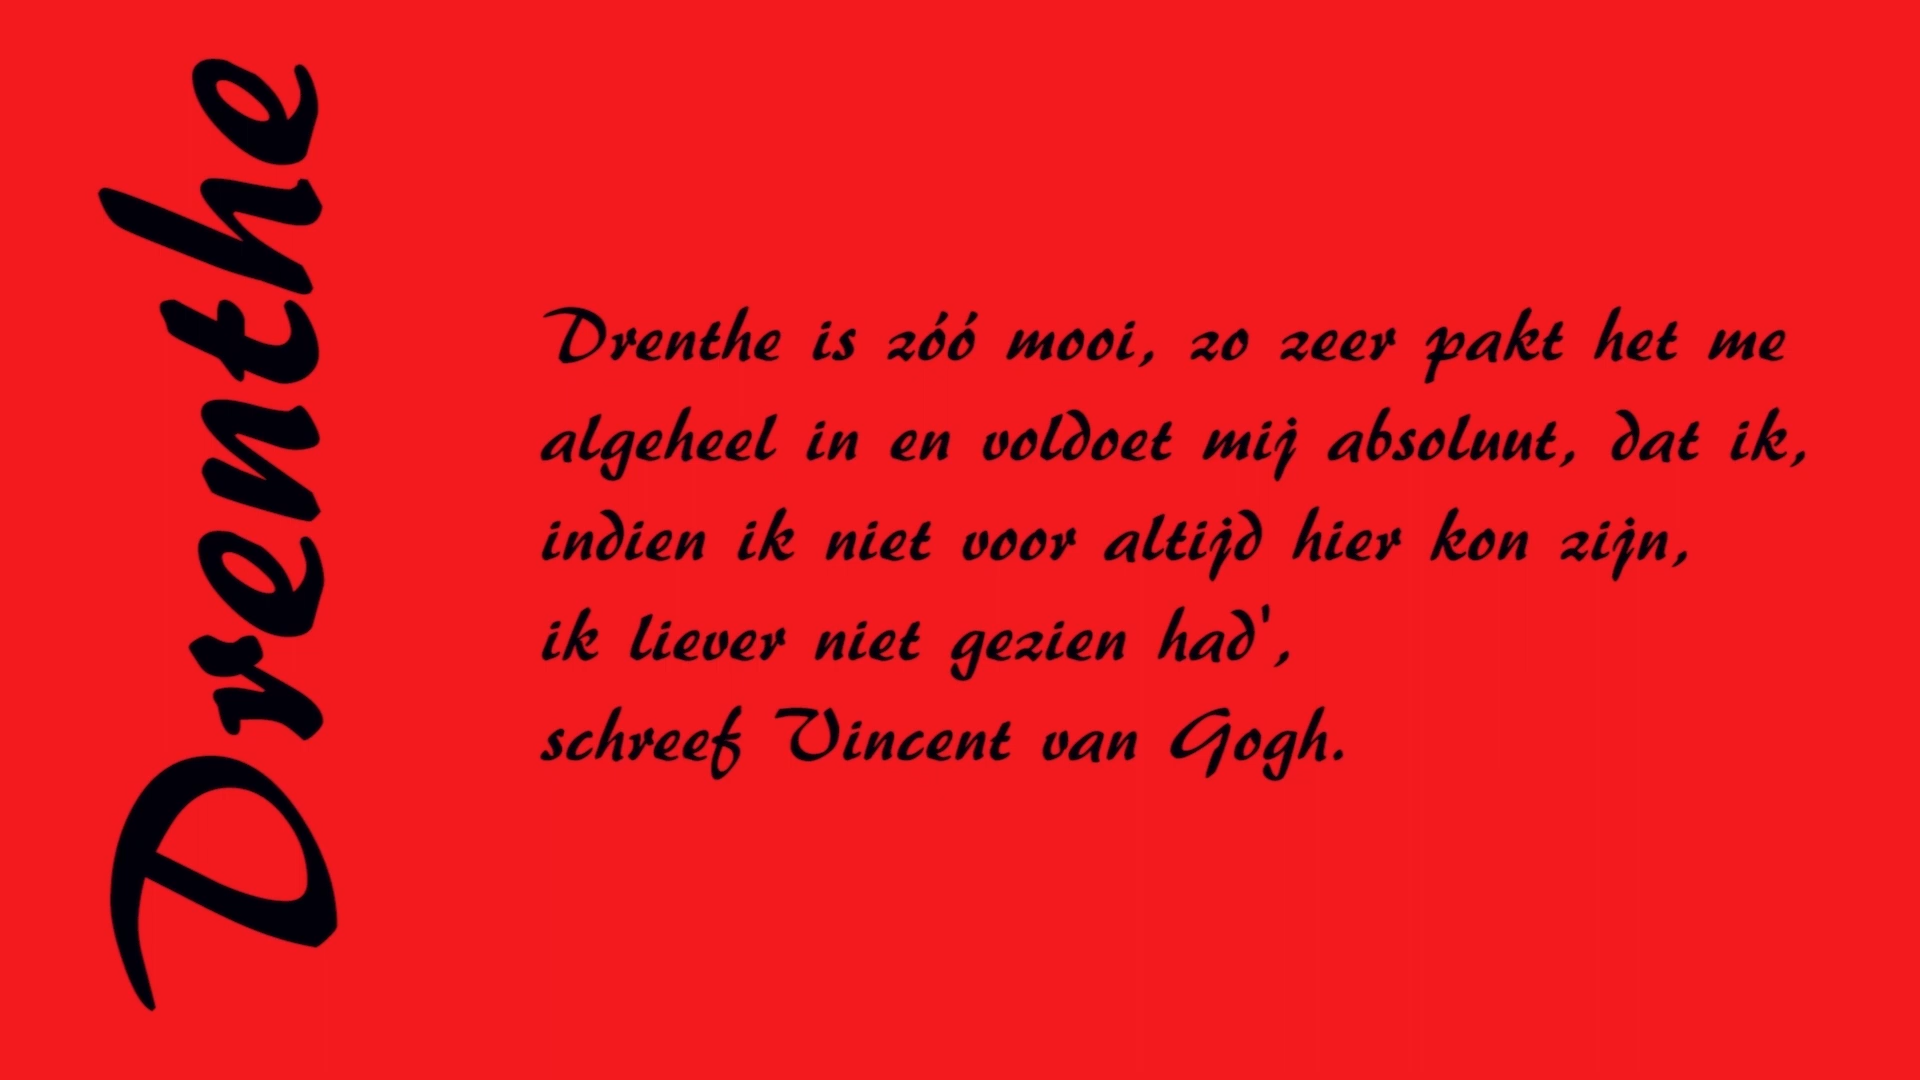 Drenthe
Drenthe is zóó mooi, zo zeer pakt het me
algeheel in en voldoet mij absoluut, dat ik,
indien ik niet voor altijd hier kon zijn,
ik liever niet gezien had',
schreef Vincent van Gogh.